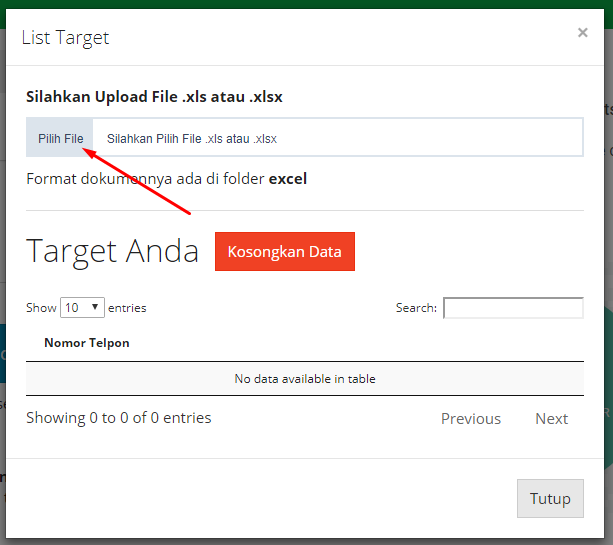 List Target ×
Silahkan Upload File .xls atau .xlsx
Pilih File Silahkan Pilih File .xls atau .xlsx
Format dokumennya ada di folder excel
Target Anda Kosongkan Data
Show 10 entries Search:
Nomor Telpon
No data available in table
Showing 0 to 0 of 0 entries Previous Next
Tutup